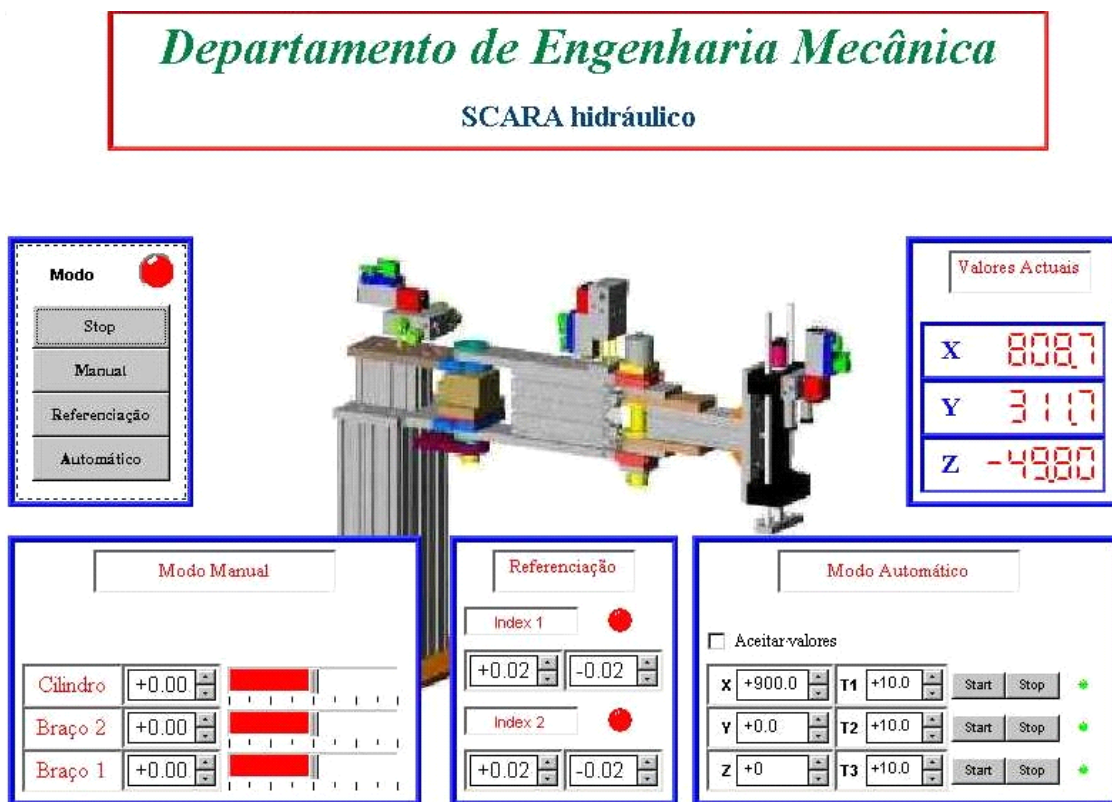 Departamento de Engenharia Mecânica
SCARA hidráulico
Modo
Stop
Manual
Referenciação
Automático
Valores Actuais
X 808.7
Y 311.7
Z -49.80
Modo Manual
Cilindro +0.00
Braço 2 +0.00
Braço 1 +0.00
Referenciação
Index 1
+0.02 -0.02
Index 2
+0.02 -0.02
Modo Automático
Aceitar valores
X +900.0 T1 +10.0 Start Stop
Y +0.0 T2 +10.0 Start Stop
Z +0 T3 +10.0 Start Stop